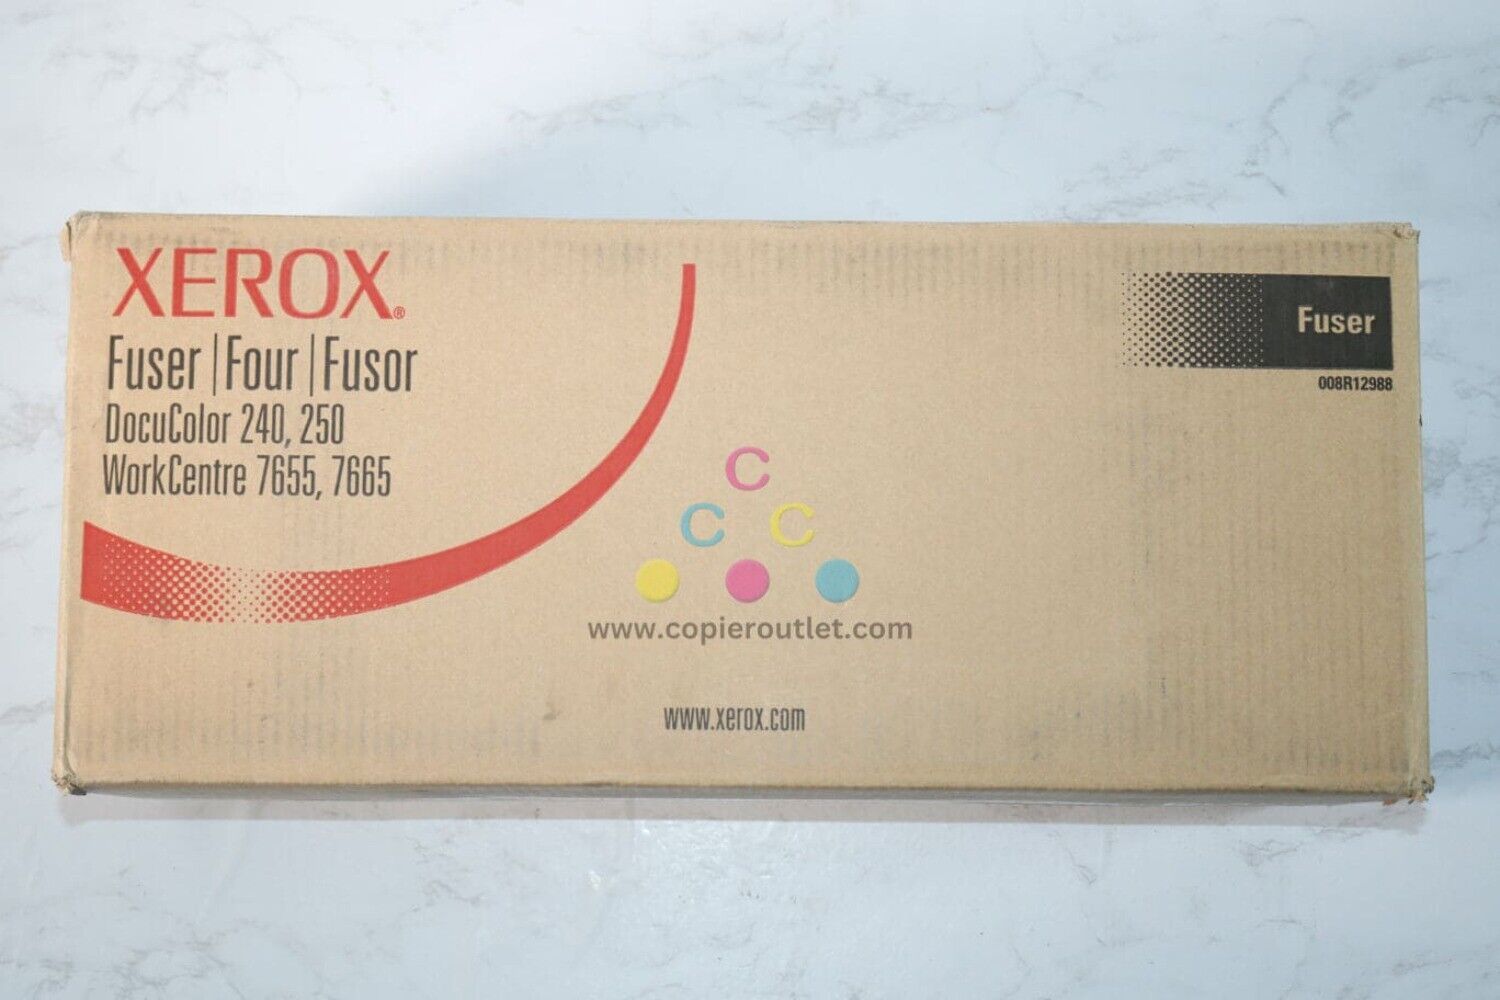 XEROX®
Fuser | Four | Fusor
DocuColor 240, 250
WorkCentre 7655, 7665
Fuser
008R12988
C
C C
www.copieroutlet.com
www.xerox.com